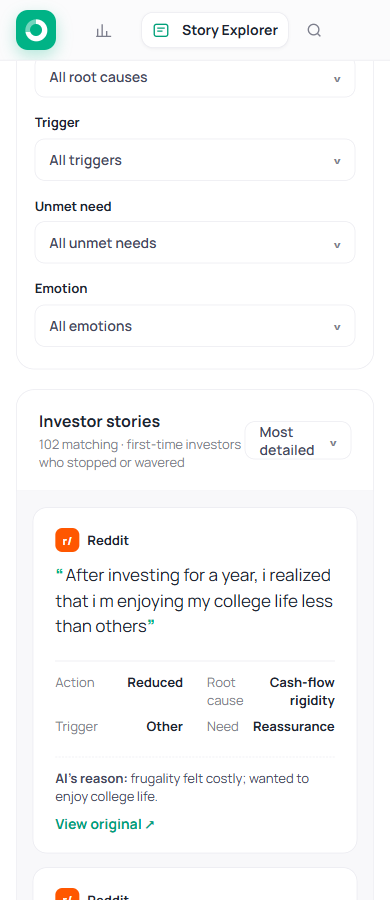 Story Explorer
All root causes
Trigger
All triggers
Unmet need
All unmet needs
Emotion
All emotions
Investor stories
102 matching · first-time investors
who stopped or wavered
Most
detailed
r/ Reddit
“ After investing for a year, i realized
that i m enjoying my college life less
than others”
Action Reduced Root cause Cash-flow rigidity
Trigger Other Need Reassurance
AI's reason: frugality felt costly; wanted to
enjoy college life.
View original ↗
Reddit